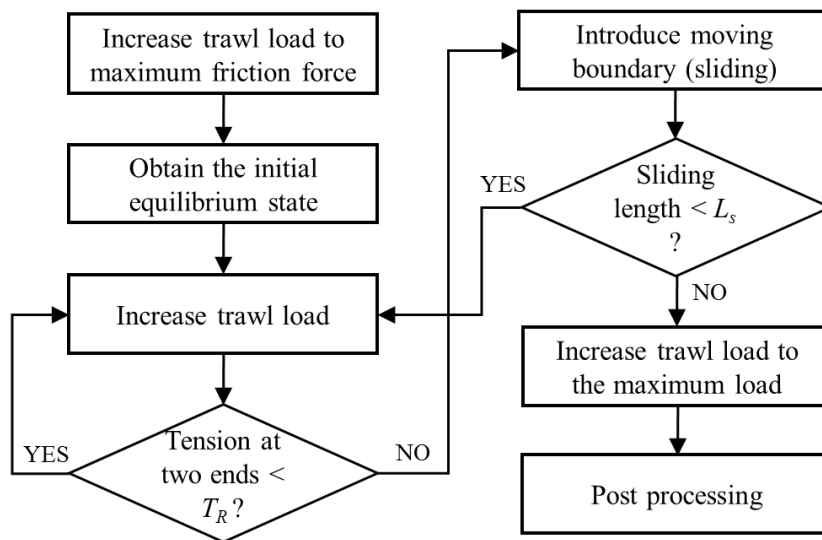 Increase trawl load to
maximum friction force
Obtain the initial
equilibrium state
Increase trawl load
YES
Tension at
two ends <
T_R ?
NO
Introduce moving
boundary (sliding)
YES
Sliding
length < L_s
?
NO
Increase trawl load to
the maximum load
Post processing